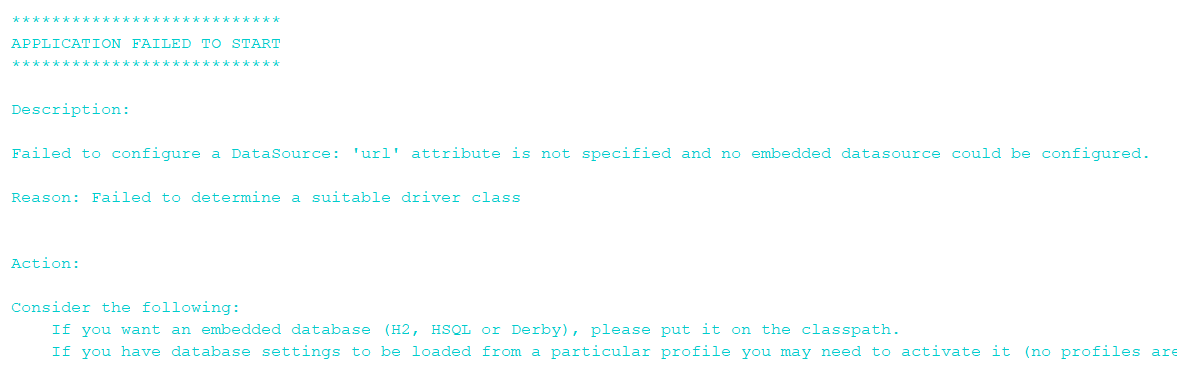 ***************************
APPLICATION FAILED TO START
***************************
Description:
Failed to configure a DataSource: 'url' attribute is not specified and no embedded datasource could be configured.
Reason: Failed to determine a suitable driver class
Action:
Consider the following:
If you want an embedded database (H2, HSQL or Derby), please put it on the classpath.
If you have database settings to be loaded from a particular profile you may need to activate it (no profiles are